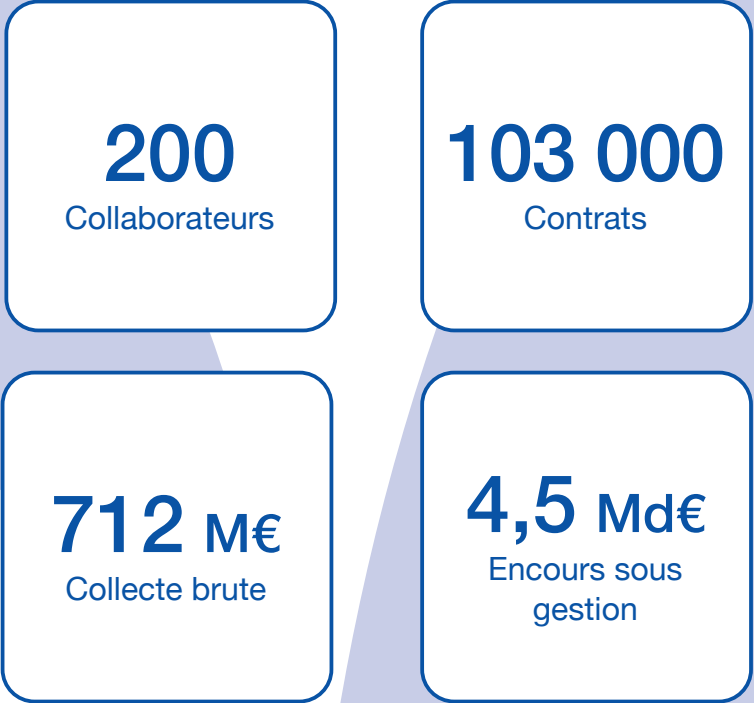 200
Collaborateurs
103 000
Contrats
712 M€
Collecte brute
4,5 Md€
Encours sous
gestion